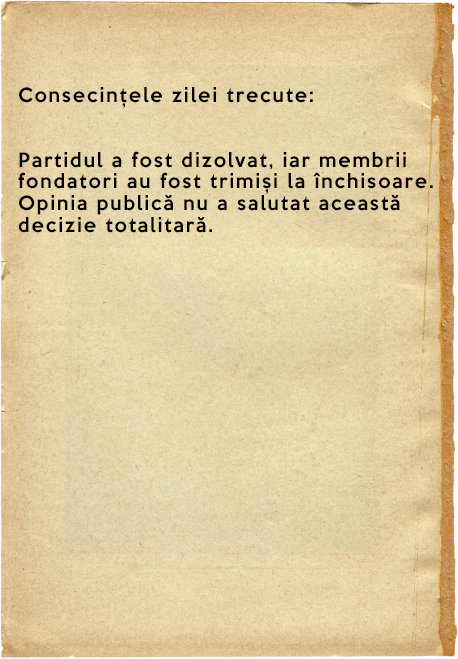 Consecințele zilei trecute:
Partidul a fost dizolvat, iar membrii
fondatori au fost trimiși la închisoare.
Opinia publică nu a salutat această
decizie totalitară.